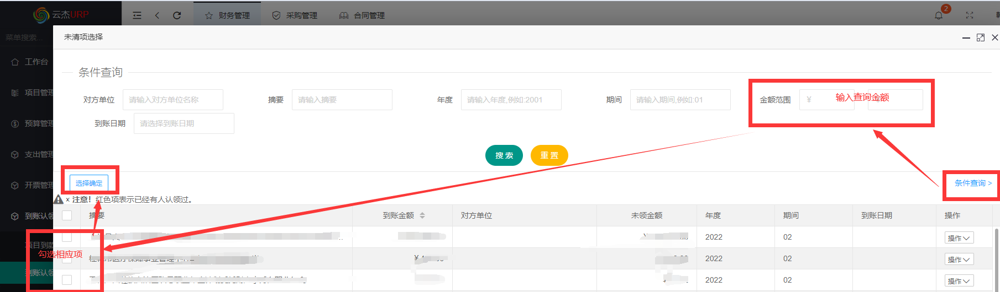 云杰URP
财务管理
采购管理
合同管理
2
菜单搜索...
未清项选择
工作台
条件查询
项目管理
对方单位 请输入对方单位名称
摘要 请输入摘要
年度 请输入年度,例如:2001
期间 请输入期间,例如:01
金额范围 ¥ 输入查询金额
预算管理
到账日期 请选择到账日期
支出管理
搜索 重置
开票管理
选择确定
条件查询 >
× 注意！红色项表示已经有人认领过。
到账认领
摘要 到账金额 对方单位 未领金额 年度 期间 到账日期 操作
2022 02 操作
项目到款
勾选相应项
2022 02 操作
到账认领
2022 02 操作